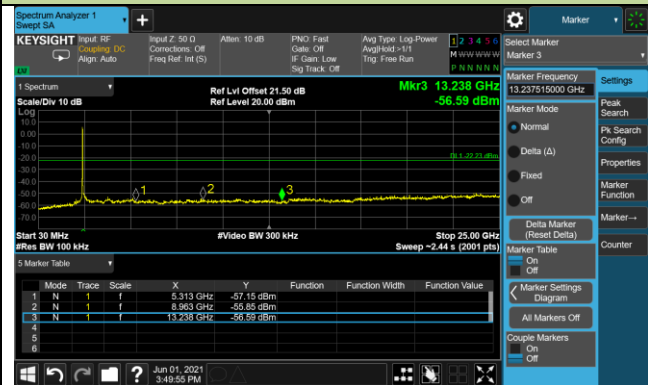 Spectrum Analyzer 1
Swept SA
Marker
KEYSIGHT
Input: RF
Coupling: DC
Align: Auto
Input Z: 50 Ω
Corrections: Off
Freq Ref: Int (S)
Atten: 10 dB
PNO: Fast
Gate: Off
IF Gain: Low
Sig Track: Off
Avg Type: Log-Power
Avg|Hold:>1/1
Trig: Free Run
1 2 3 4 5 6
M W W W W W
P N N N N N
Select Marker
Marker 3
1 Spectrum
Scale/Div 10 dB
Ref Lvl Offset 21.50 dB
Ref Level 20.00 dBm
Mkr3 13.238 GHz
-56.59 dBm
Log
10.0
0.00
-10.0
-20.0
-30.0
-40.0
-50.0
-60.0
-70.0
DL1 -22.23 dBm
1
2
3
Start 30 MHz
#Res BW 100 kHz
#Video BW 300 kHz
Stop 25.00 GHz
Sweep ~2.44 s (2001 pts)
5 Marker Table
Mode Trace Scale X Y Function Function Width Function Value
1 N 1 f 5.313 GHz -57.15 dBm
2 N 1 f 8.963 GHz -55.85 dBm
3 N 1 f 13.238 GHz -56.59 dBm
4
5
6
Marker Frequency
13.237515000 GHz
Marker Mode
Normal
Delta (Δ)
Fixed
Off
Delta Marker
(Reset Delta)
Marker Table
On
Off
Marker Settings
Diagram
All Markers Off
Couple Markers
On
Off
Settings
Peak
Search
Pk Search
Config
Properties
Marker
Function
Marker→
Counter
?
Jun 01, 2021
3:49:55 PM